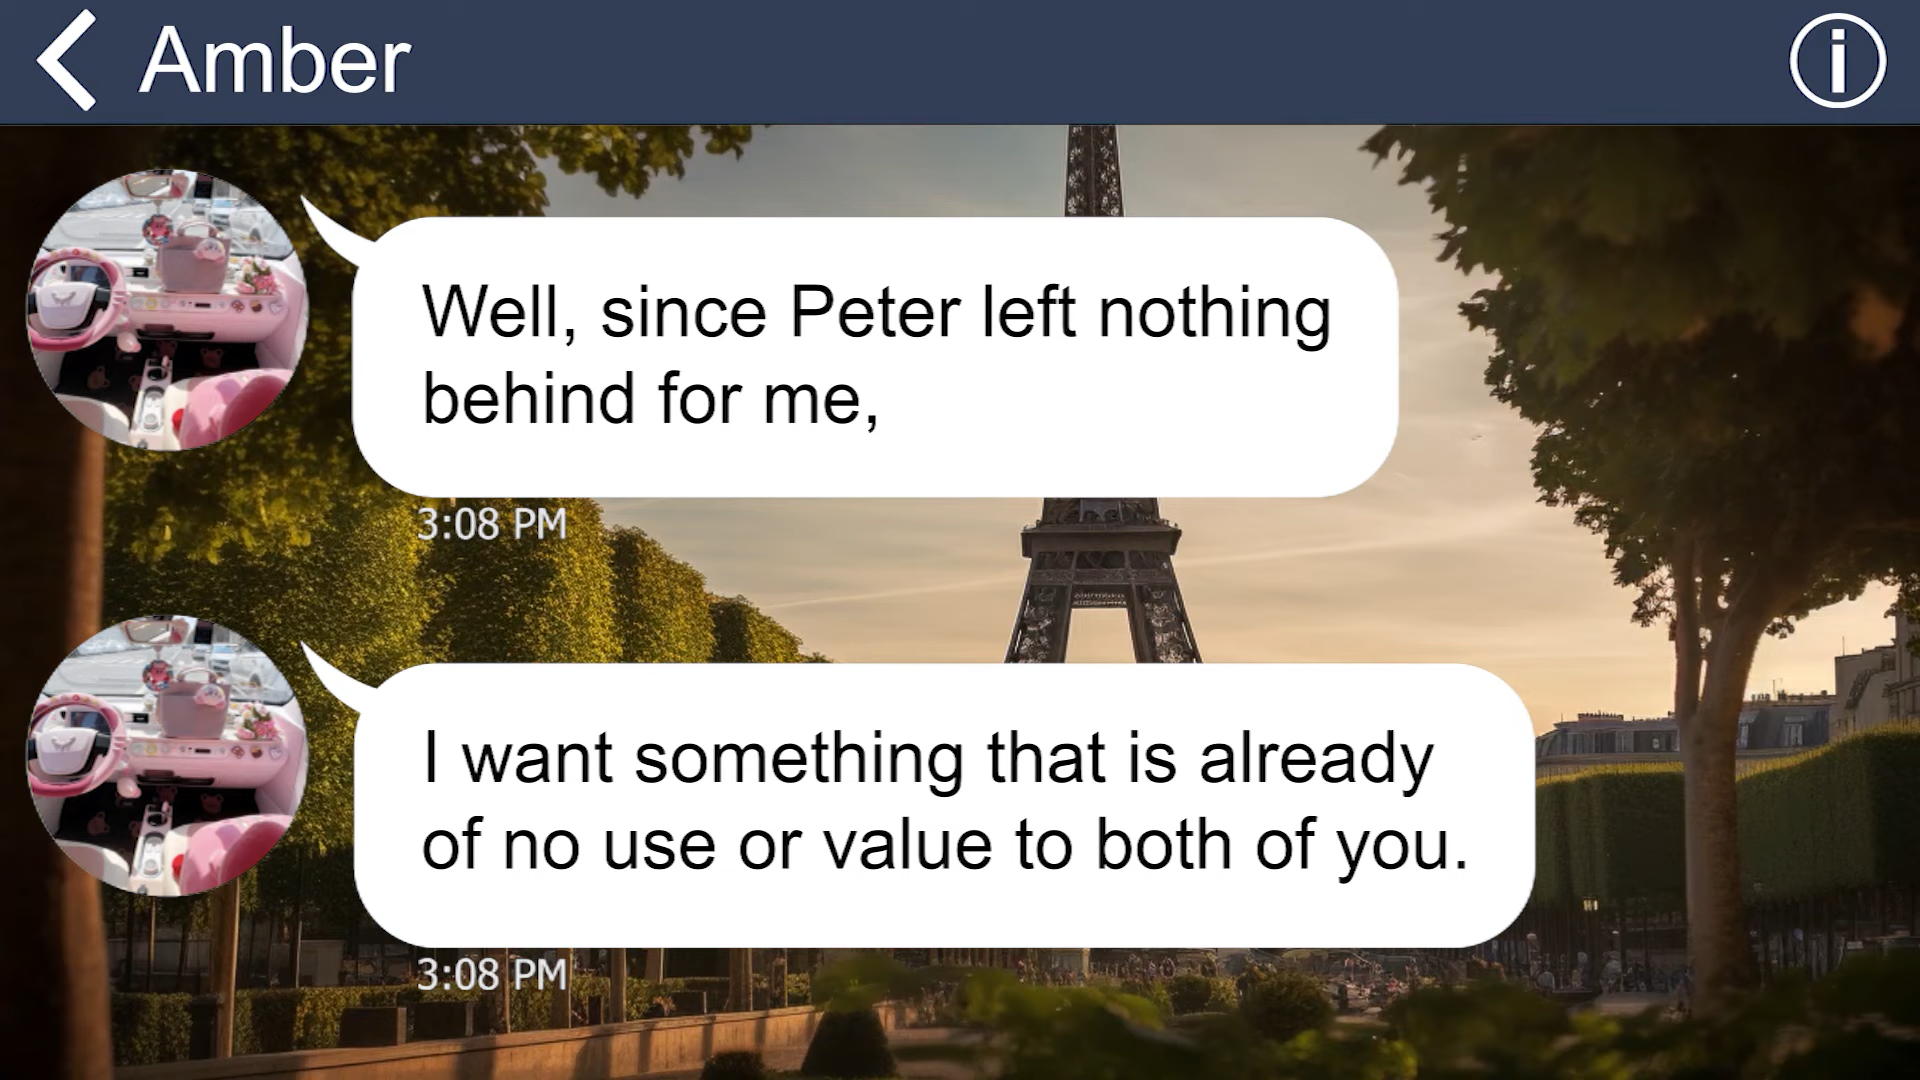 Amber
Well, since Peter left nothing
behind for me,
3:08 PM
I want something that is already
of no use or value to both of you.
3:08 PM